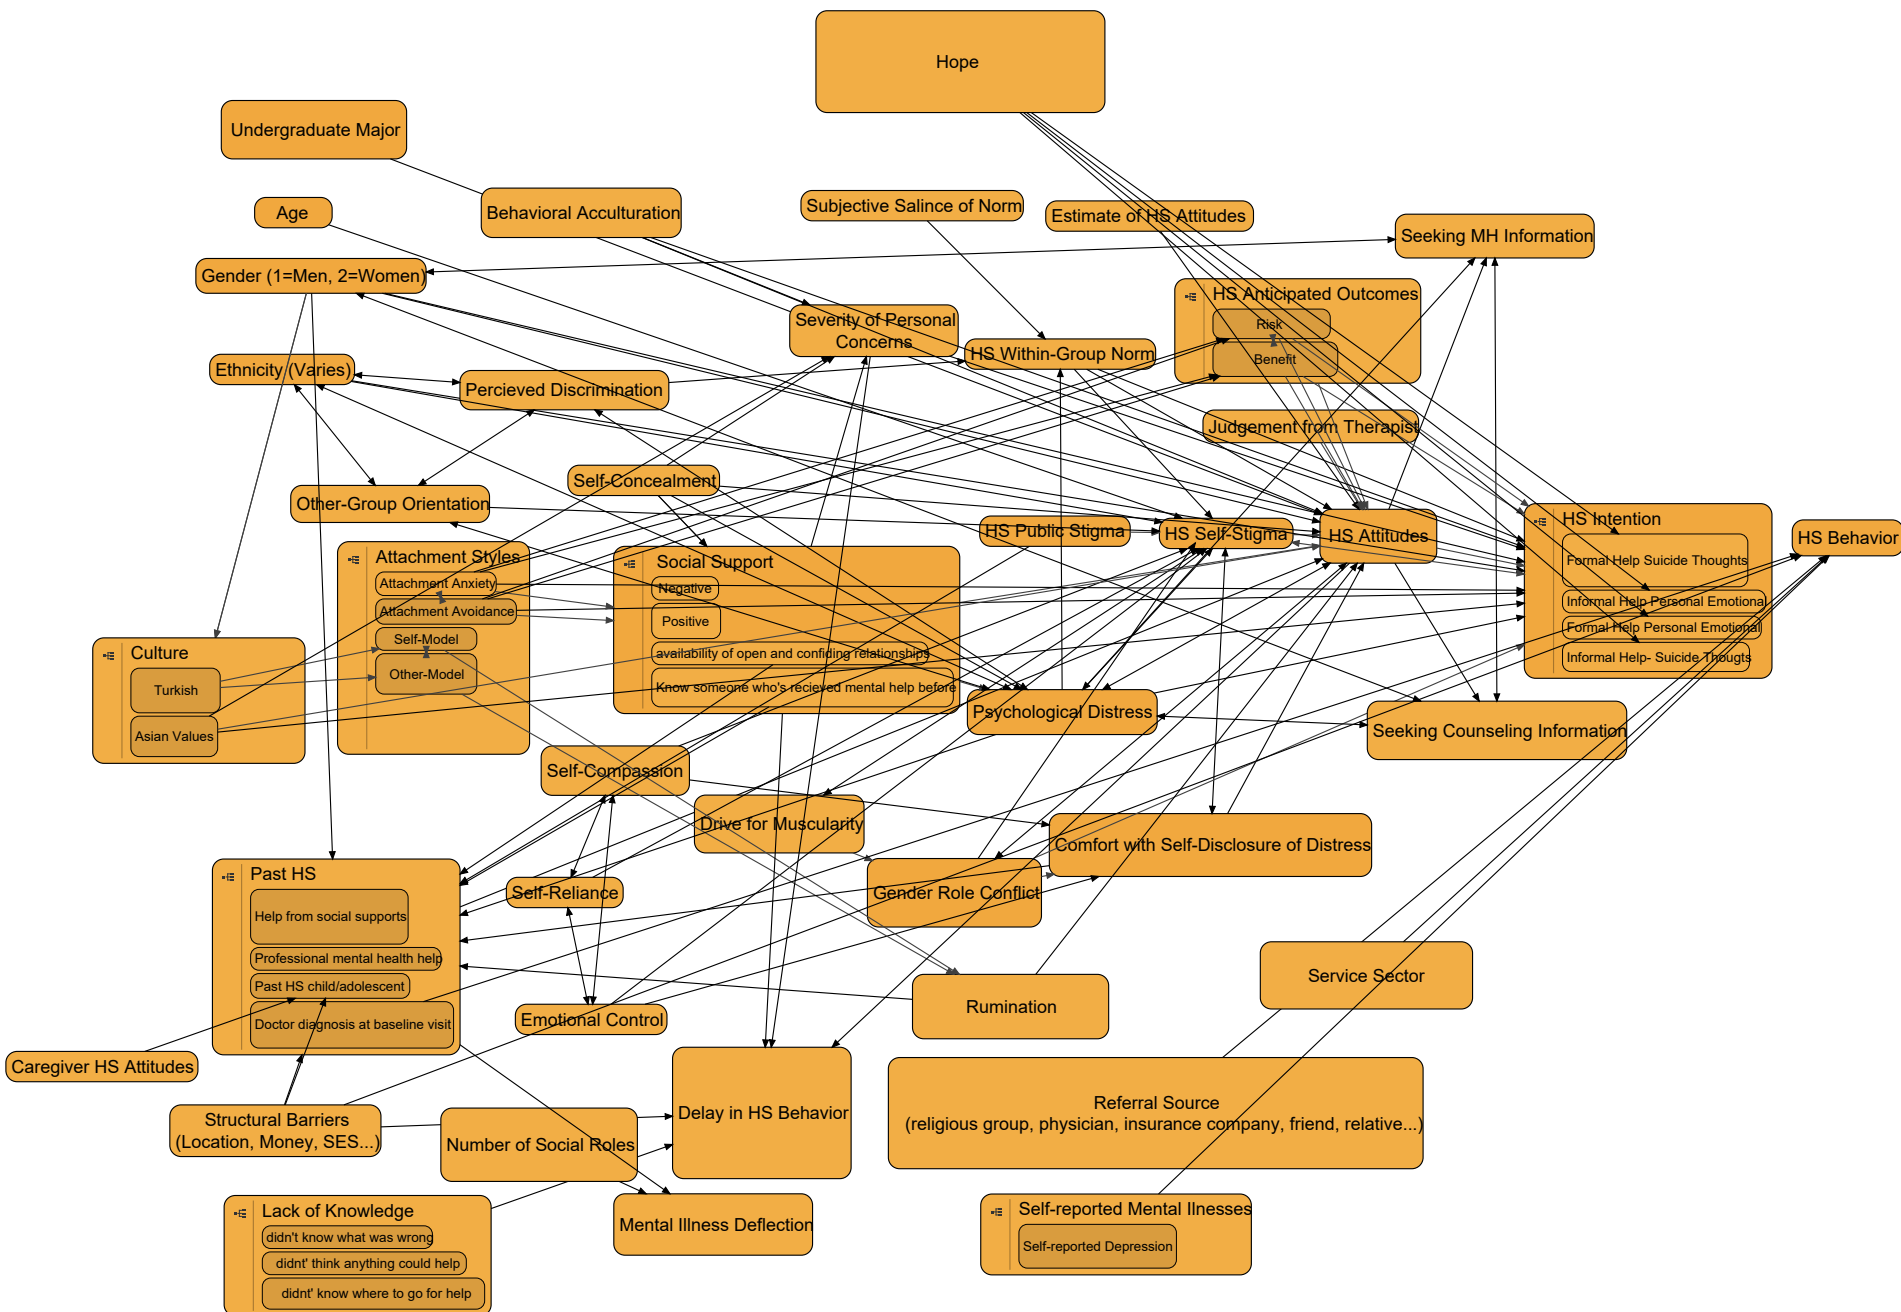 Hope
Undergraduate Major
Age
Behavioral Acculturation
Subjective Salince of Norm
Estimate of HS Attitudes
Seeking MH Information
Gender (1=Men, 2=Women)
HS Anticipated Outcomes
Risk
Benefit
Severity of Personal
Concerns
HS Within-Group Norm
Ethnicity (Varies)
Percieved Discrimination
Judgement from Therapist
Self-Concealment
Other-Group Orientation
HS Public Stigma
HS Self-Stigma
HS Attitudes
HS Intention
Formal Help Suicide Thoughts
Informal Help Personal Emotional
Formal Help Personal Emotional
Informal Help- Suicide Thougts
HS Behavior
Attachment Styles
Attachment Anxiety
Attachment Avoidance
Self-Model
Other-Model
Social Support
Negative
Positive
availability of open and confiding relationships
Know someone who's recieved mental help before
Culture
Turkish
Asian Values
Psychological Distress
Seeking Counseling Information
Self-Compassion
Drive for Muscularity
Comfort with Self-Disclosure of Distress
Past HS
Help from social supports
Professional mental health help
Past HS child/adolescent
Doctor diagnosis at baseline visit
Self-Reliance
Gender Role Conflict
Service Sector
Rumination
Emotional Control
Caregiver HS Attitudes
Structural Barriers
(Location, Money, SES...)
Number of Social Roles
Delay in HS Behavior
Referral Source
(religious group, physician, insurance company, friend, relative...)
Lack of Knowledge
didn't know what was wrong
didnt' think anything could help
didnt' know where to go for help
Mental Illness Deflection
Self-reported Mental Ilnesses
Self-reported Depression